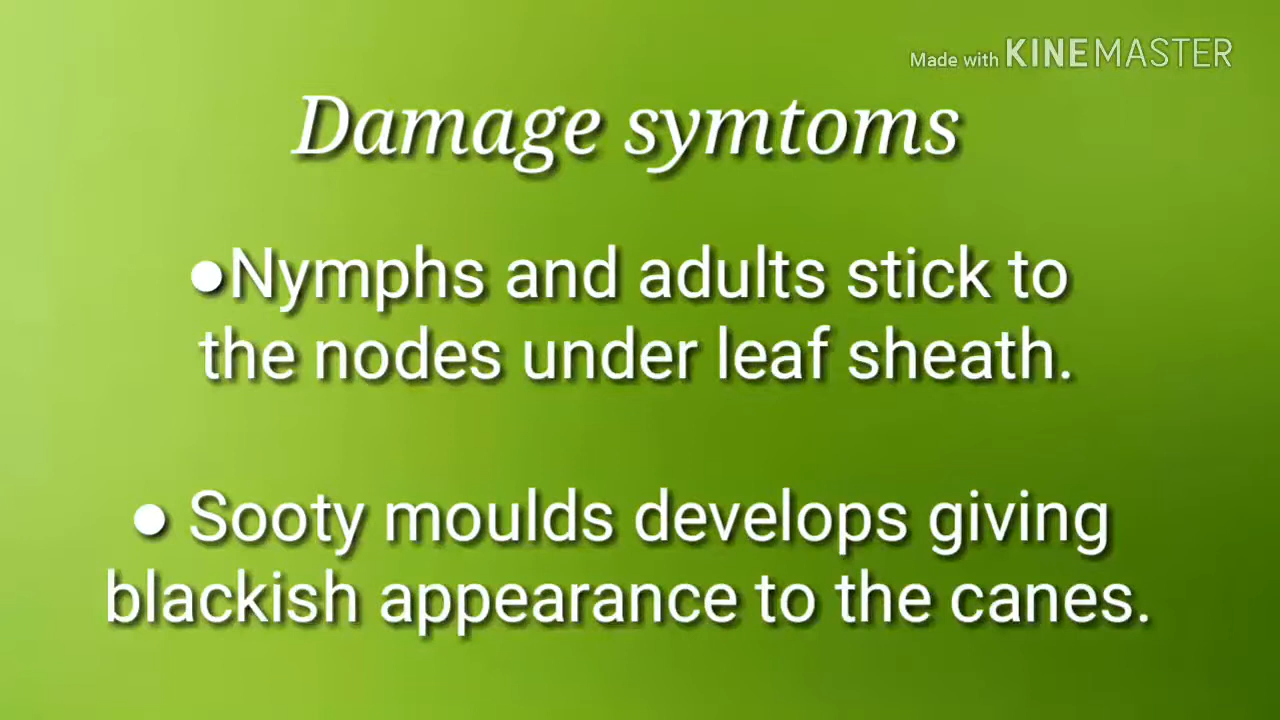 Made with KINEMASTER
Damage symtoms
●Nymphs and adults stick to
the nodes under leaf sheath.
● Sooty moulds develops giving
blackish appearance to the canes.